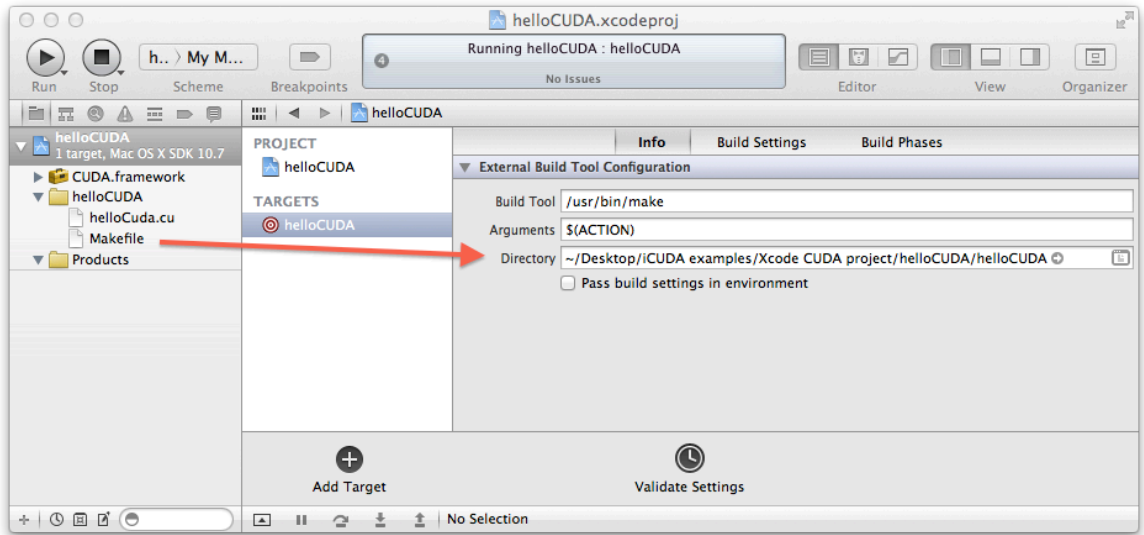 helloCUDA.xcodeproj
h.. 〉 My M...
4
Running helloCUDA : helloCUDA
No Issues
Run
Stop
Scheme
Breakpoints
Editor
View
Organizer
helloCUDA
helloCUDA
1 target, Mac OS X SDK 10.7
CUDA.framework
helloCUDA
helloCuda.cu
Makefile
Products
PROJECT
helloCUDA
TARGETS
helloCUDA
Info
Build Settings
Build Phases
External Build Tool Configuration
Build Tool /usr/bin/make
Arguments $(ACTION)
Directory ~/Desktop/iCUDA examples/Xcode CUDA project/helloCUDA/helloCUDA
Pass build settings in environment
Add Target
Validate Settings
No Selection